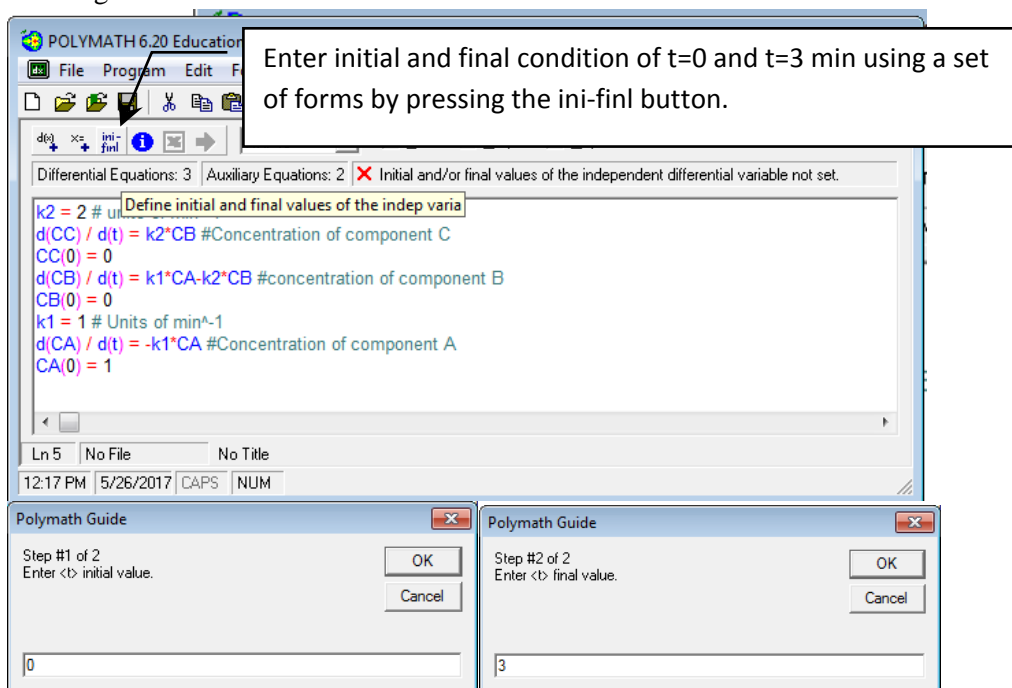 POLYMATH 6.20 Education
Enter initial and final condition of t=0 and t=3 min using a set
of forms by pressing the ini-finl button.
File Program Edit
d(x) x= ini-finl
Differential Equations: 3 Auxiliary Equations: 2 Initial and/or final values of the independent differential variable not set.
Define initial and final values of the indep varia
k2 = 2 #
d(CC) / d(t) = k2*CB #Concentration of component C
CC(0) = 0
d(CB) / d(t) = k1*CA-k2*CB #concentration of component B
CB(0) = 0
k1 = 1 # Units of min^-1
d(CA) / d(t) = -k1*CA #Concentration of component A
CA(0) = 1
Ln 5 No File No Title
12:17 PM 5/26/2017 CAPS NUM
Polymath Guide
Step #1 of 2
Enter <t> initial value.
OK
Cancel
0
Polymath Guide
Step #2 of 2
Enter <t> final value.
OK
Cancel
3